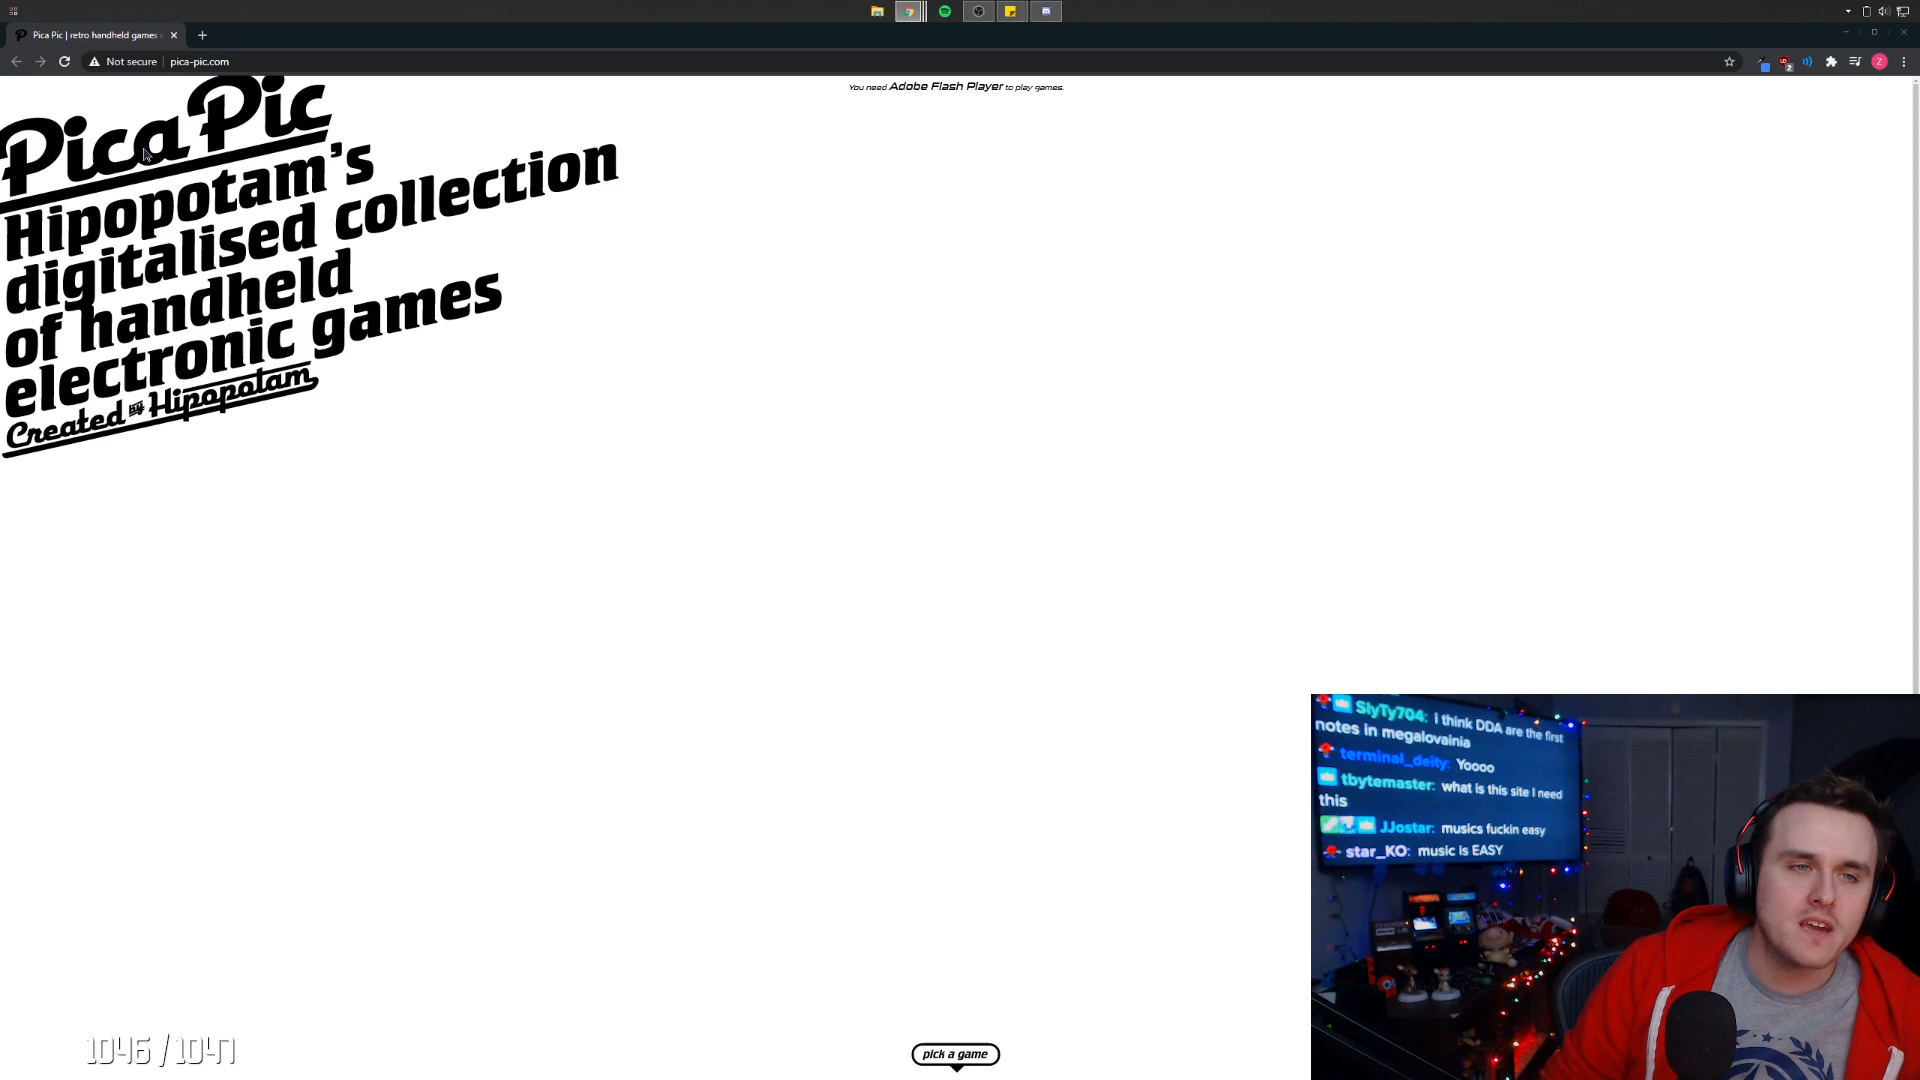 Pica Pic | retro handheld games
Not secure
pica-pic.com
You need Adobe Flash Player to play games.
Pica Pic
Hipopotam's
digitalised collection
of handheld
electronic games
Created by Hipopotam
pick a game
1046 / 1047
SlyTy704: i think DDA are the first
notes in megalovainia
terminal_deity: Yoooo
tbytemaster: what is this site I need
this
JJostar: musics fuckin easy
star_KO: music is EASY
Z
2